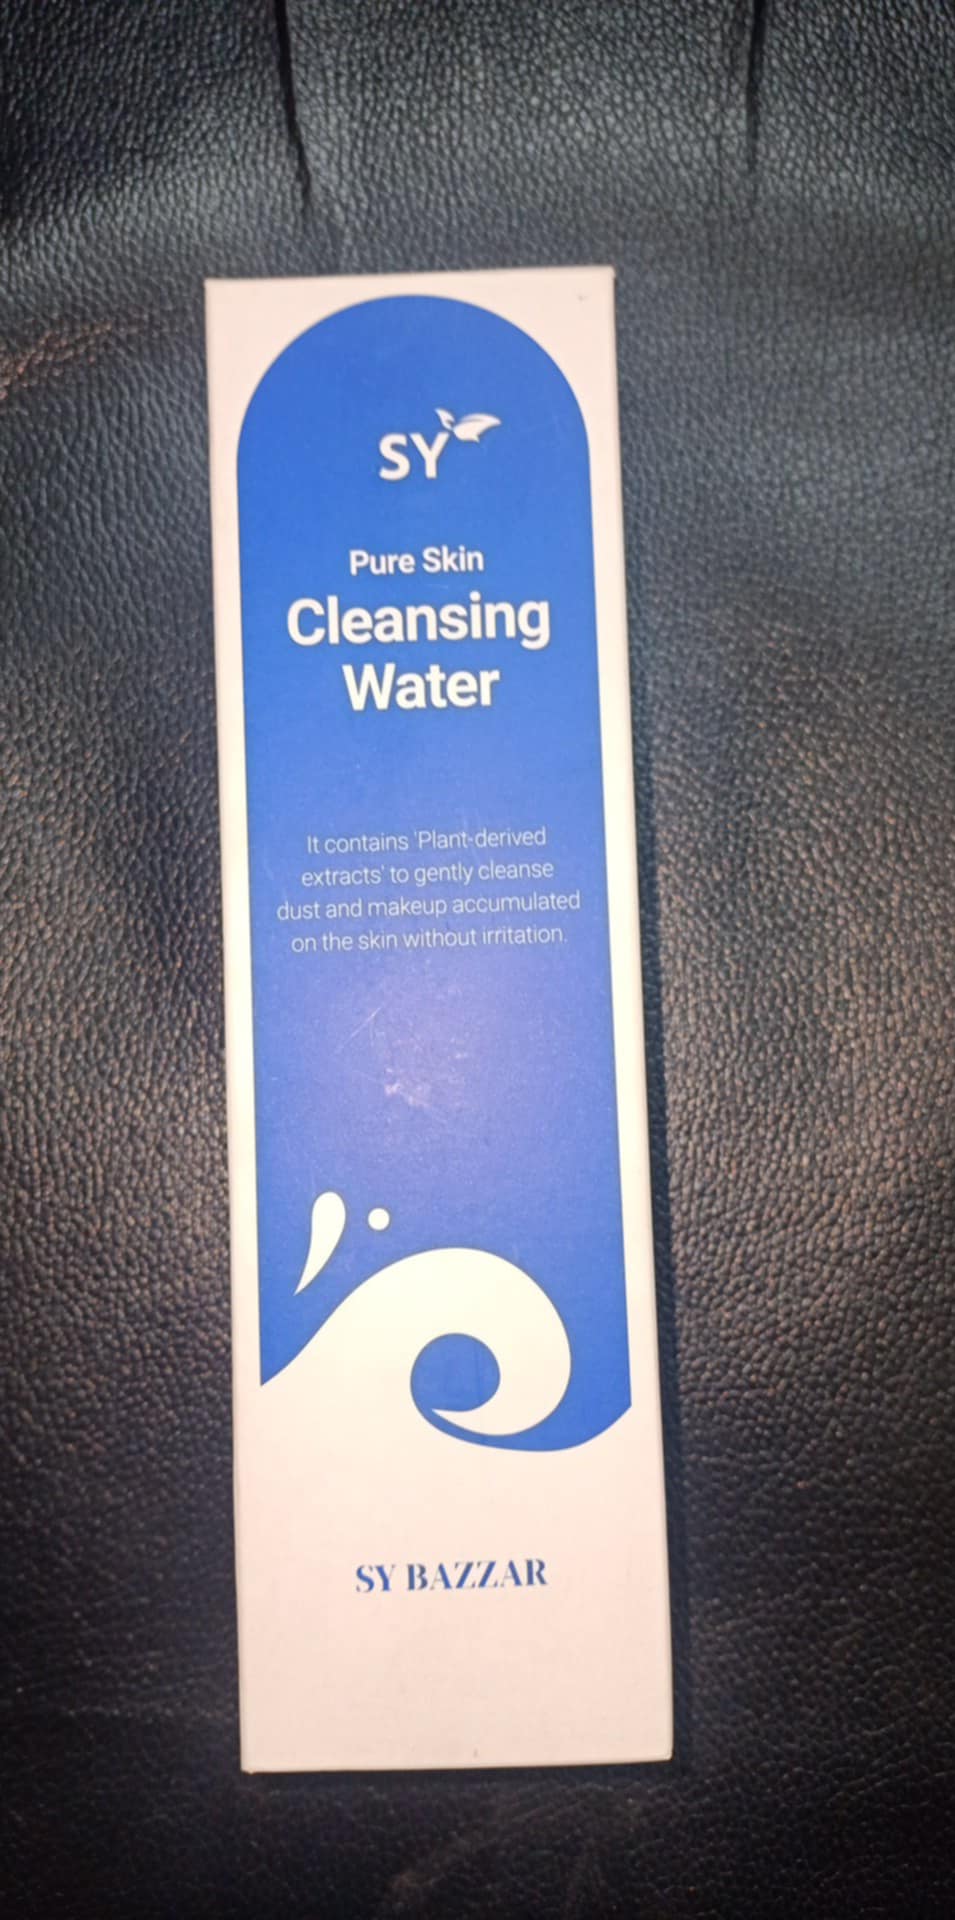 SY
Pure Skin
Cleansing
Water
It contains 'Plant-derived
extracts' to gently cleanse
dust and makeup accumulated
on the skin without irritation.
SY BAZZAR